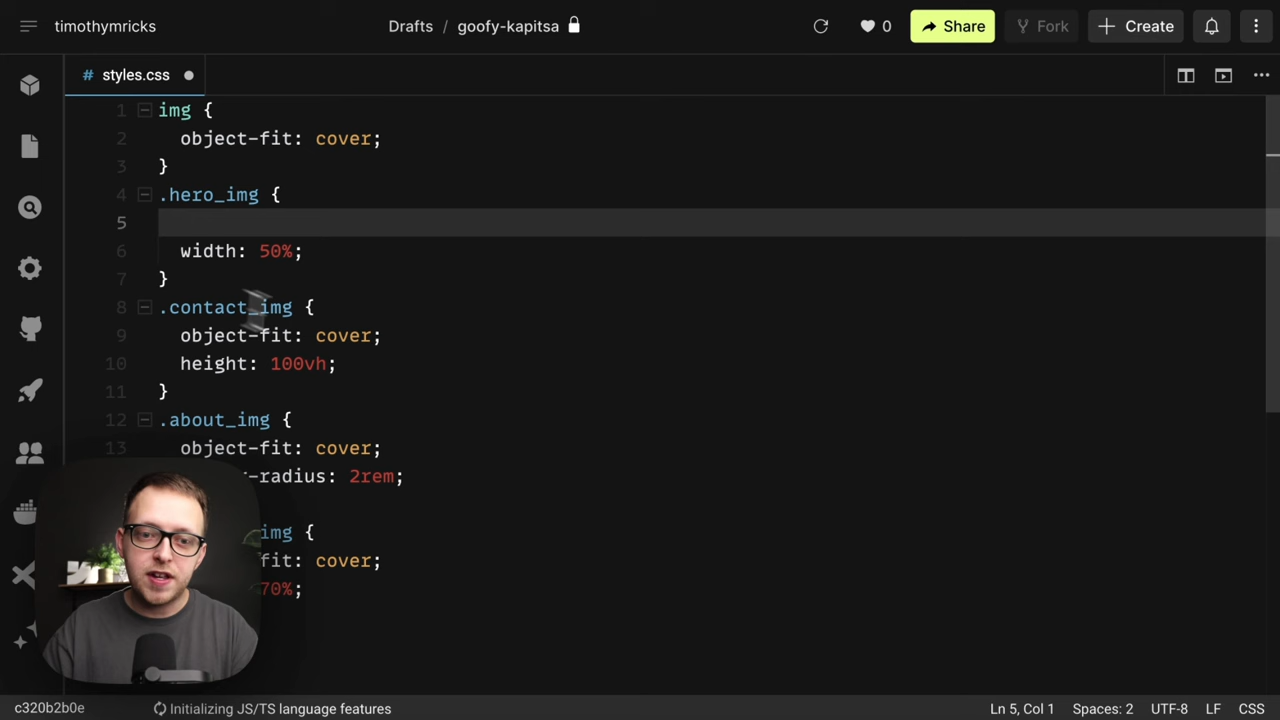 timothymricks
Drafts / goofy-kapitsa
0
Share
Fork
Create
# styles.css
1 img {
2 object-fit: cover;
3 }
4 .hero_img {
5
6 width: 50%;
7 }
8 .contact_img {
9 object-fit: cover;
10 height: 100vh;
11 }
12 .about_img {
13 object-fit: cover;
-radius: 2rem;
img {
fit: cover;
70%;
c320b2b0e
Initializing JS/TS language features
Ln 5, Col 1
Spaces: 2
UTF-8
LF
CSS